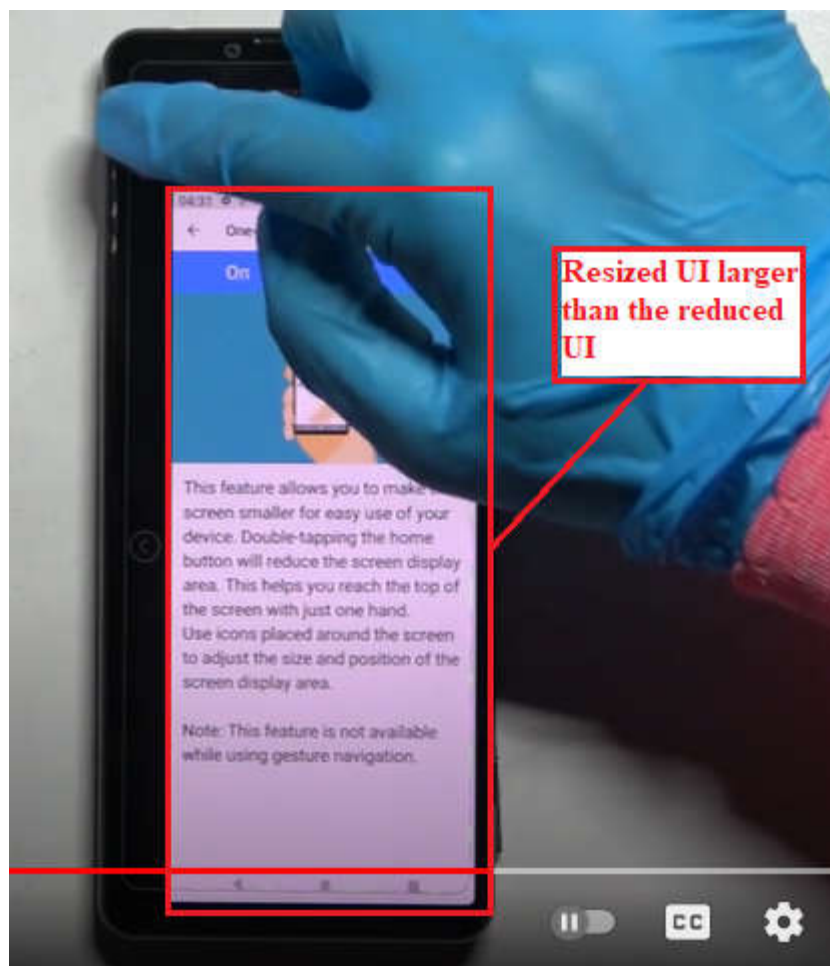 04:33
One-
On
Resized UI larger
than the reduced
UI
This feature allows you to make
screen smaller for easy use of your
device. Double-tapping the home
button will reduce the screen display
area. This helps you reach the top of
the screen with just one hand.
Use icons placed around the screen
to adjust the size and position of the
screen display area.
Note: This feature is not available
while using gesture navigation.
CC